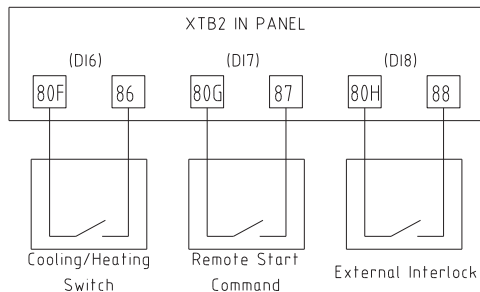 XTB2 IN PANEL
(DI6) (DI7) (DI8)
80F 86 80G 87 80H 88
Cooling/Heating Switch
Remote Start Command
External Interlock